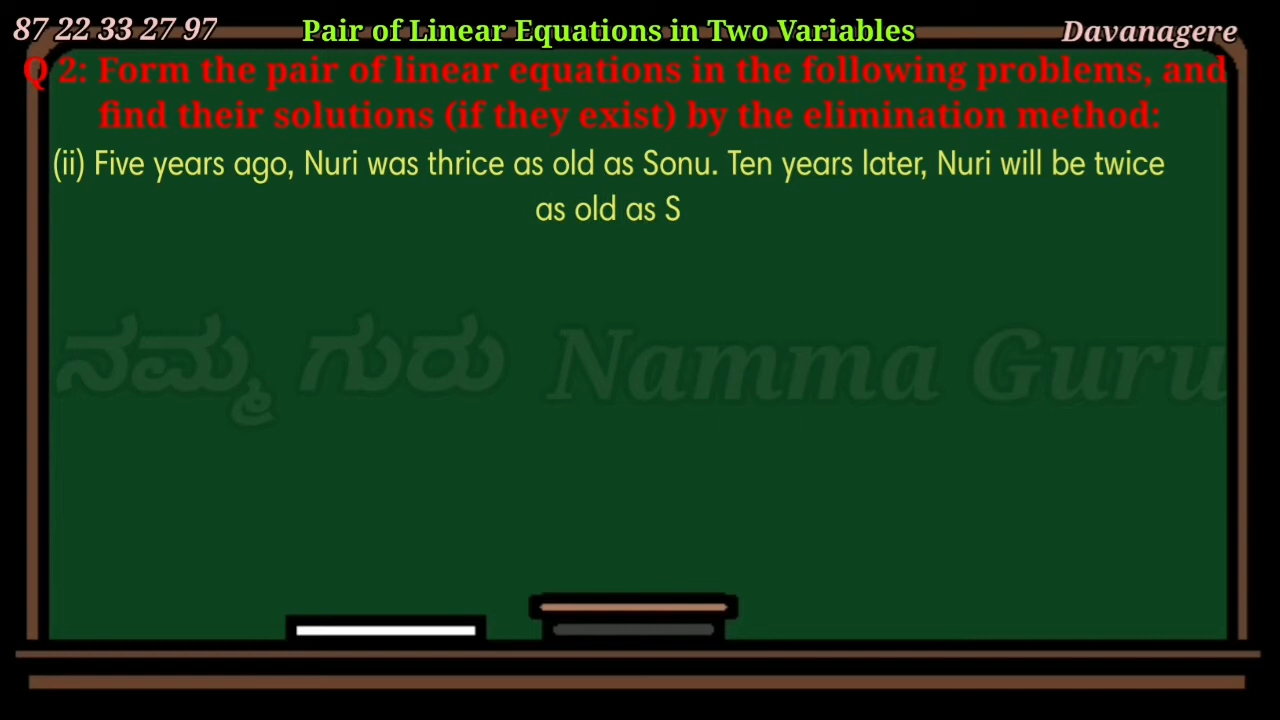 87 22 33 27 97
Pair of Linear Equations in Two Variables
Davanagere
Q 2: Form the pair of linear equations in the following problems, and
find their solutions (if they exist) by the elimination method:
(ii) Five years ago, Nuri was thrice as old as Sonu. Ten years later, Nuri will be twice
as old as S
ನಮ್ಮ ಗುರು Namma Guru